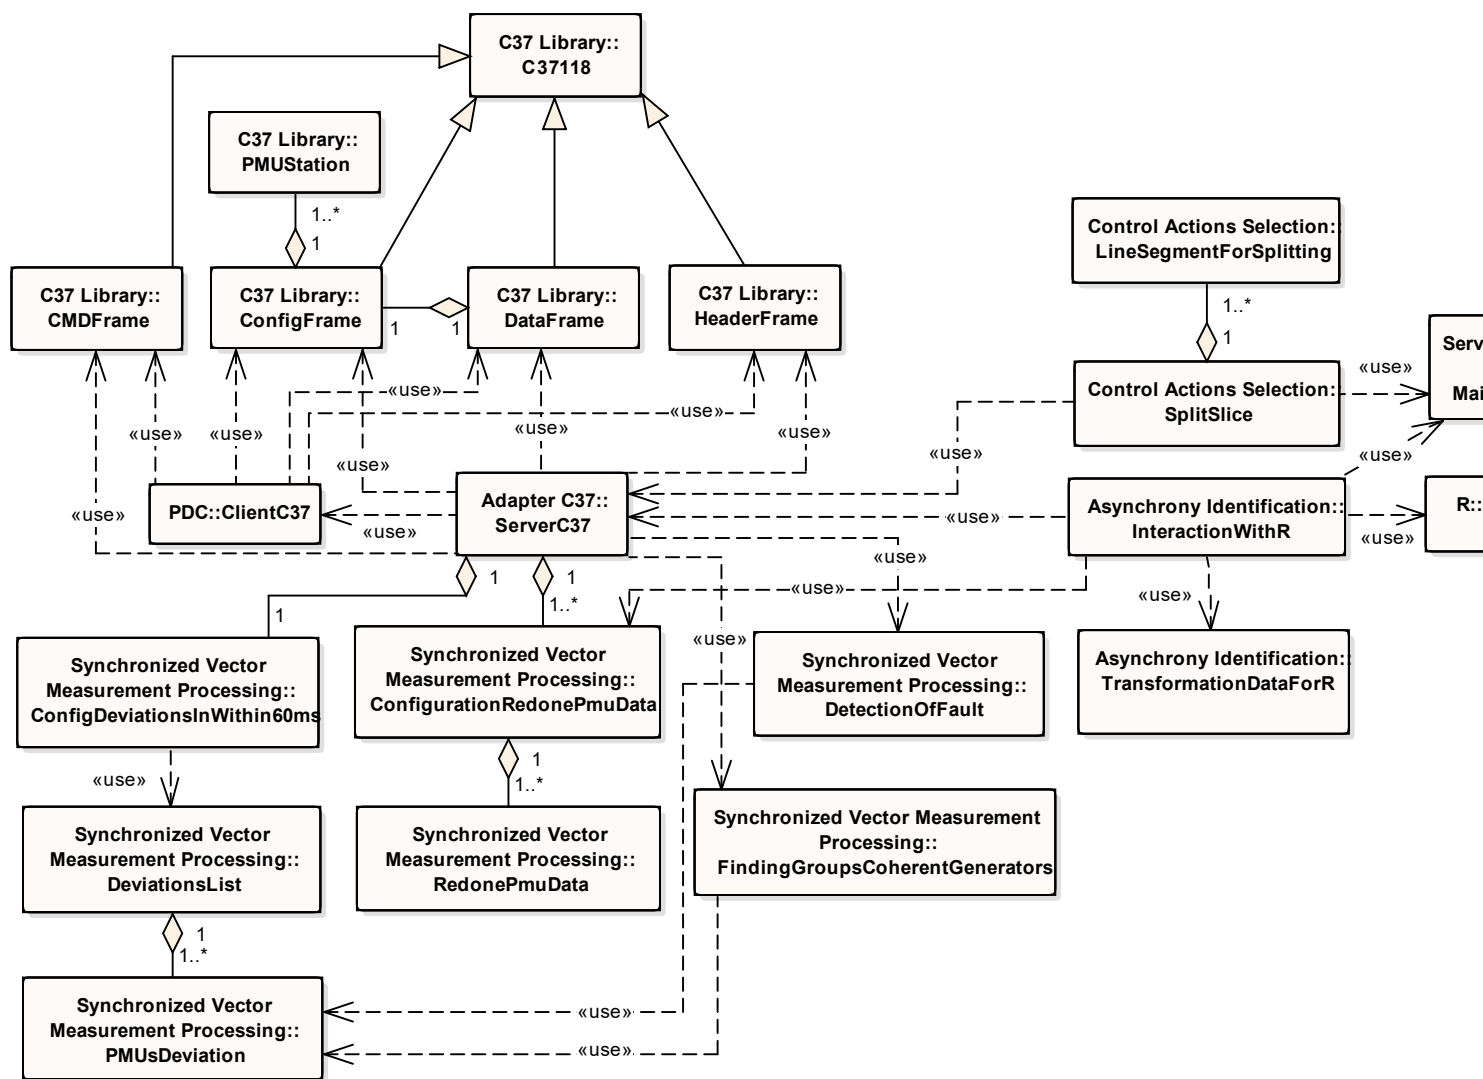 C37 Library::
C37118
C37 Library::
PMUStation
1..*
1
Control Actions Selection::
LineSegmentForSplitting
1..*
1
C37 Library::
CMDFrame
C37 Library::
ConfigFrame
1
1
C37 Library::
DataFrame
C37 Library::
HeaderFrame
Control Actions Selection::
SplitSlice
«use»
«use»
«use»
«use»
«use»
«use»
«use»
«use»
«use»
«use»
PDC::ClientC37
«use»
«use»
Adapter C37::
ServerC37
«use»
Asynchrony Identification::
InteractionWithR
«use»
R::
1
1
1
1..*
«use»
«use»
«use»
«use»
Synchronized Vector
Measurement Processing::
ConfigDeviationsInWithin60ms
Synchronized Vector
Measurement Processing::
ConfigurationRedonePmuData
Synchronized Vector
Measurement Processing::
DetectionOfFault
Asynchrony Identification::
TransformationDataForR
«use»
1
1..*
Synchronized Vector
Measurement Processing::
DeviationsList
Synchronized Vector
Measurement Processing::
RedonePmuData
Synchronized Vector Measurement
Processing::
FindingGroupsCoherentGenerators
1
1..*
Synchronized Vector
Measurement Processing::
PMUsDeviation
«use»
«use»